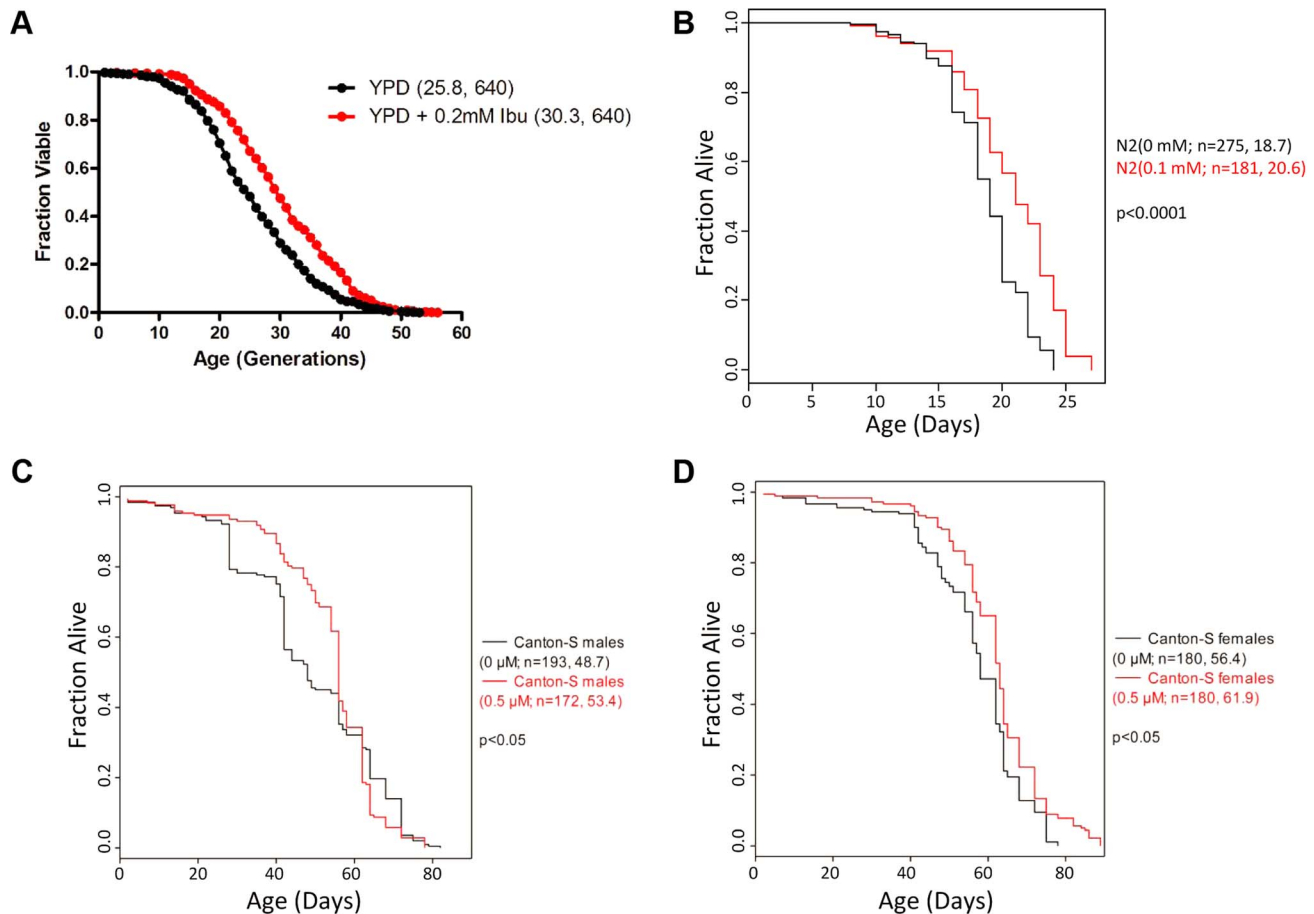 A
1.0
0.8
0.6
0.4
0.2
0.0
0
10
20
30
40
50
60
Fraction Viable
Age (Generations)
YPD (25.8, 640)
YPD + 0.2mM Ibu (30.3, 640)
B
1.0
0.8
0.6
0.4
0.2
0.0
0
5
10
15
20
25
Fraction Alive
Age (Days)
N2(0 mM; n=275, 18.7)
N2(0.1 mM; n=181, 20.6)
p<0.0001
C
1.0
0.8
0.6
0.4
0.2
0.0
0
20
40
60
80
Fraction Alive
Age (Days)
Canton-S males
(0 µM; n=193, 48.7)
Canton-S males
(0.5 µM; n=172, 53.4)
p<0.05
D
1.0
0.8
0.6
0.4
0.2
0.0
0
20
40
60
80
Fraction Alive
Age (Days)
Canton-S females
(0 µM; n=180, 56.4)
Canton-S females
(0.5 µM; n=180, 61.9)
p<0.05